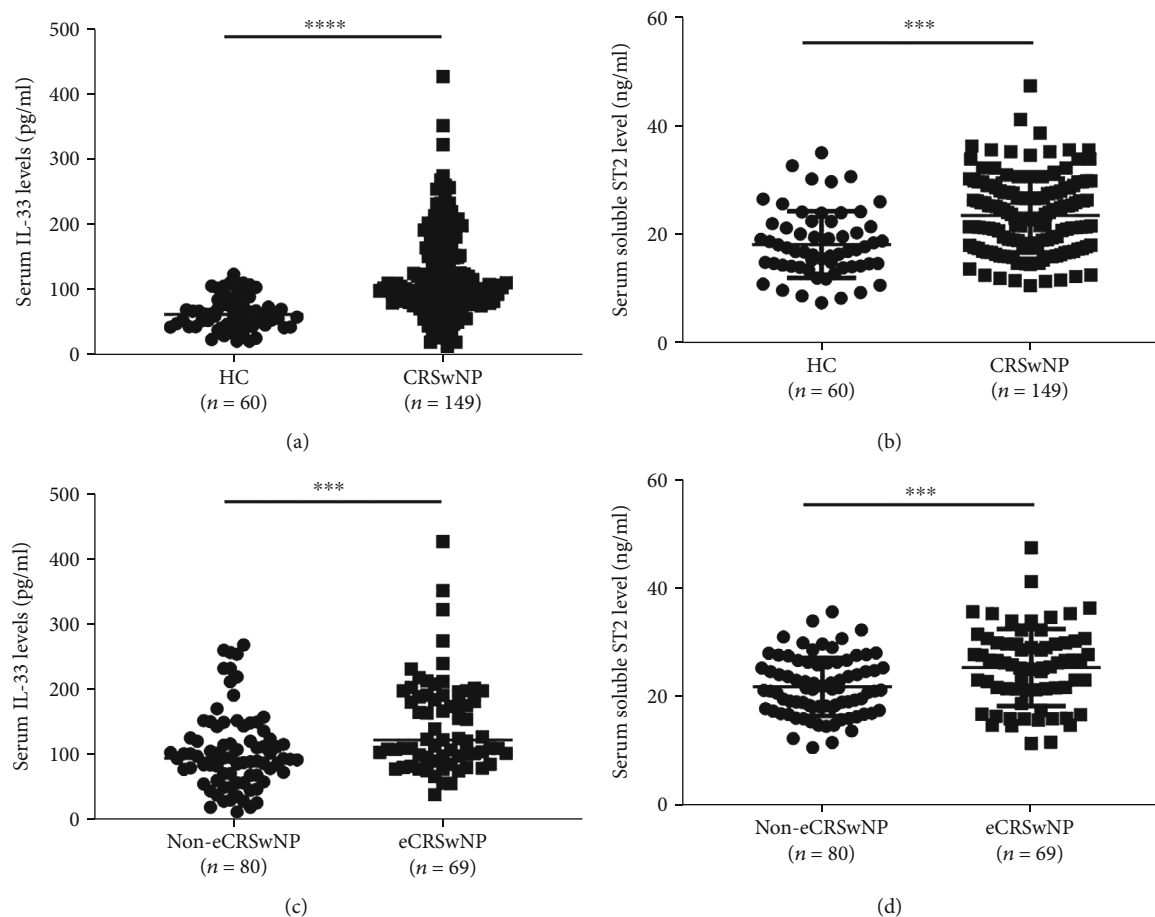 Serum IL-33 levels (pg/ml)
500
400
300
200
100
0
****
HC
(n = 60)
CRSwNP
(n = 149)
(a)
Serum soluble ST2 level (ng/ml)
60
40
20
0
***
HC
(n = 60)
CRSwNP
(n = 149)
(b)
Serum IL-33 levels (pg/ml)
500
400
300
200
100
0
***
Non-eCRSwNP
(n = 80)
eCRSwNP
(n = 69)
(c)
Serum soluble ST2 level (ng/ml)
60
40
20
0
***
Non-eCRSwNP
(n = 80)
eCRSwNP
(n = 69)
(d)